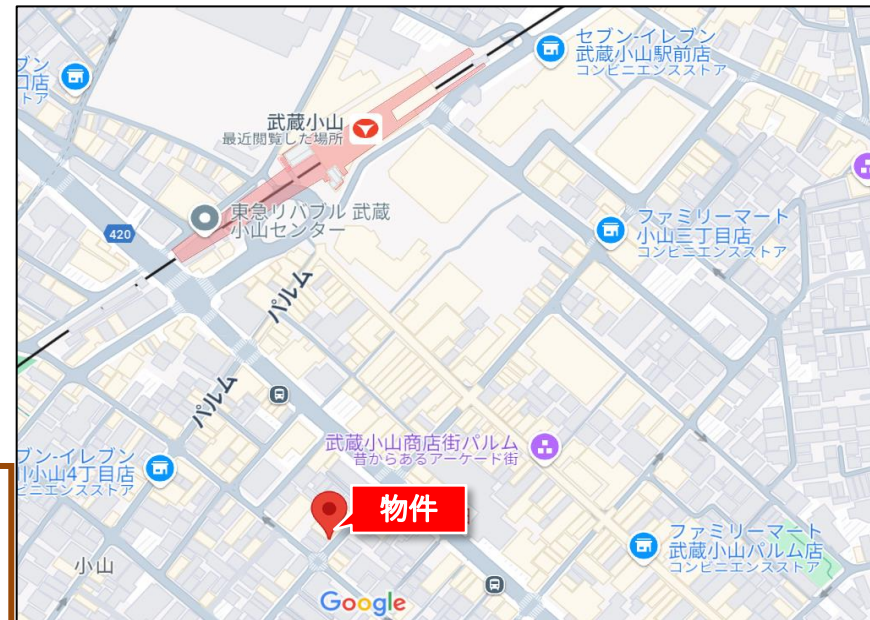 セブン-イレブン
武蔵小山駅前店
コンビニエンスストア
ブン
口店
トア
武蔵小山
最近閲覧した場所
東急リバブル 武蔵
小山センター
420
ファミリーマート
小山三丁目店
コンビニエンスストア
パルム
パルム
武蔵小山商店街パルム
昔からあるアーケード街
ブン-イレブン
川小山4丁目店
ビニエンスストア
物件
ファミリーマート
武蔵小山パルム店
コンビニエンスストア
小山
Google